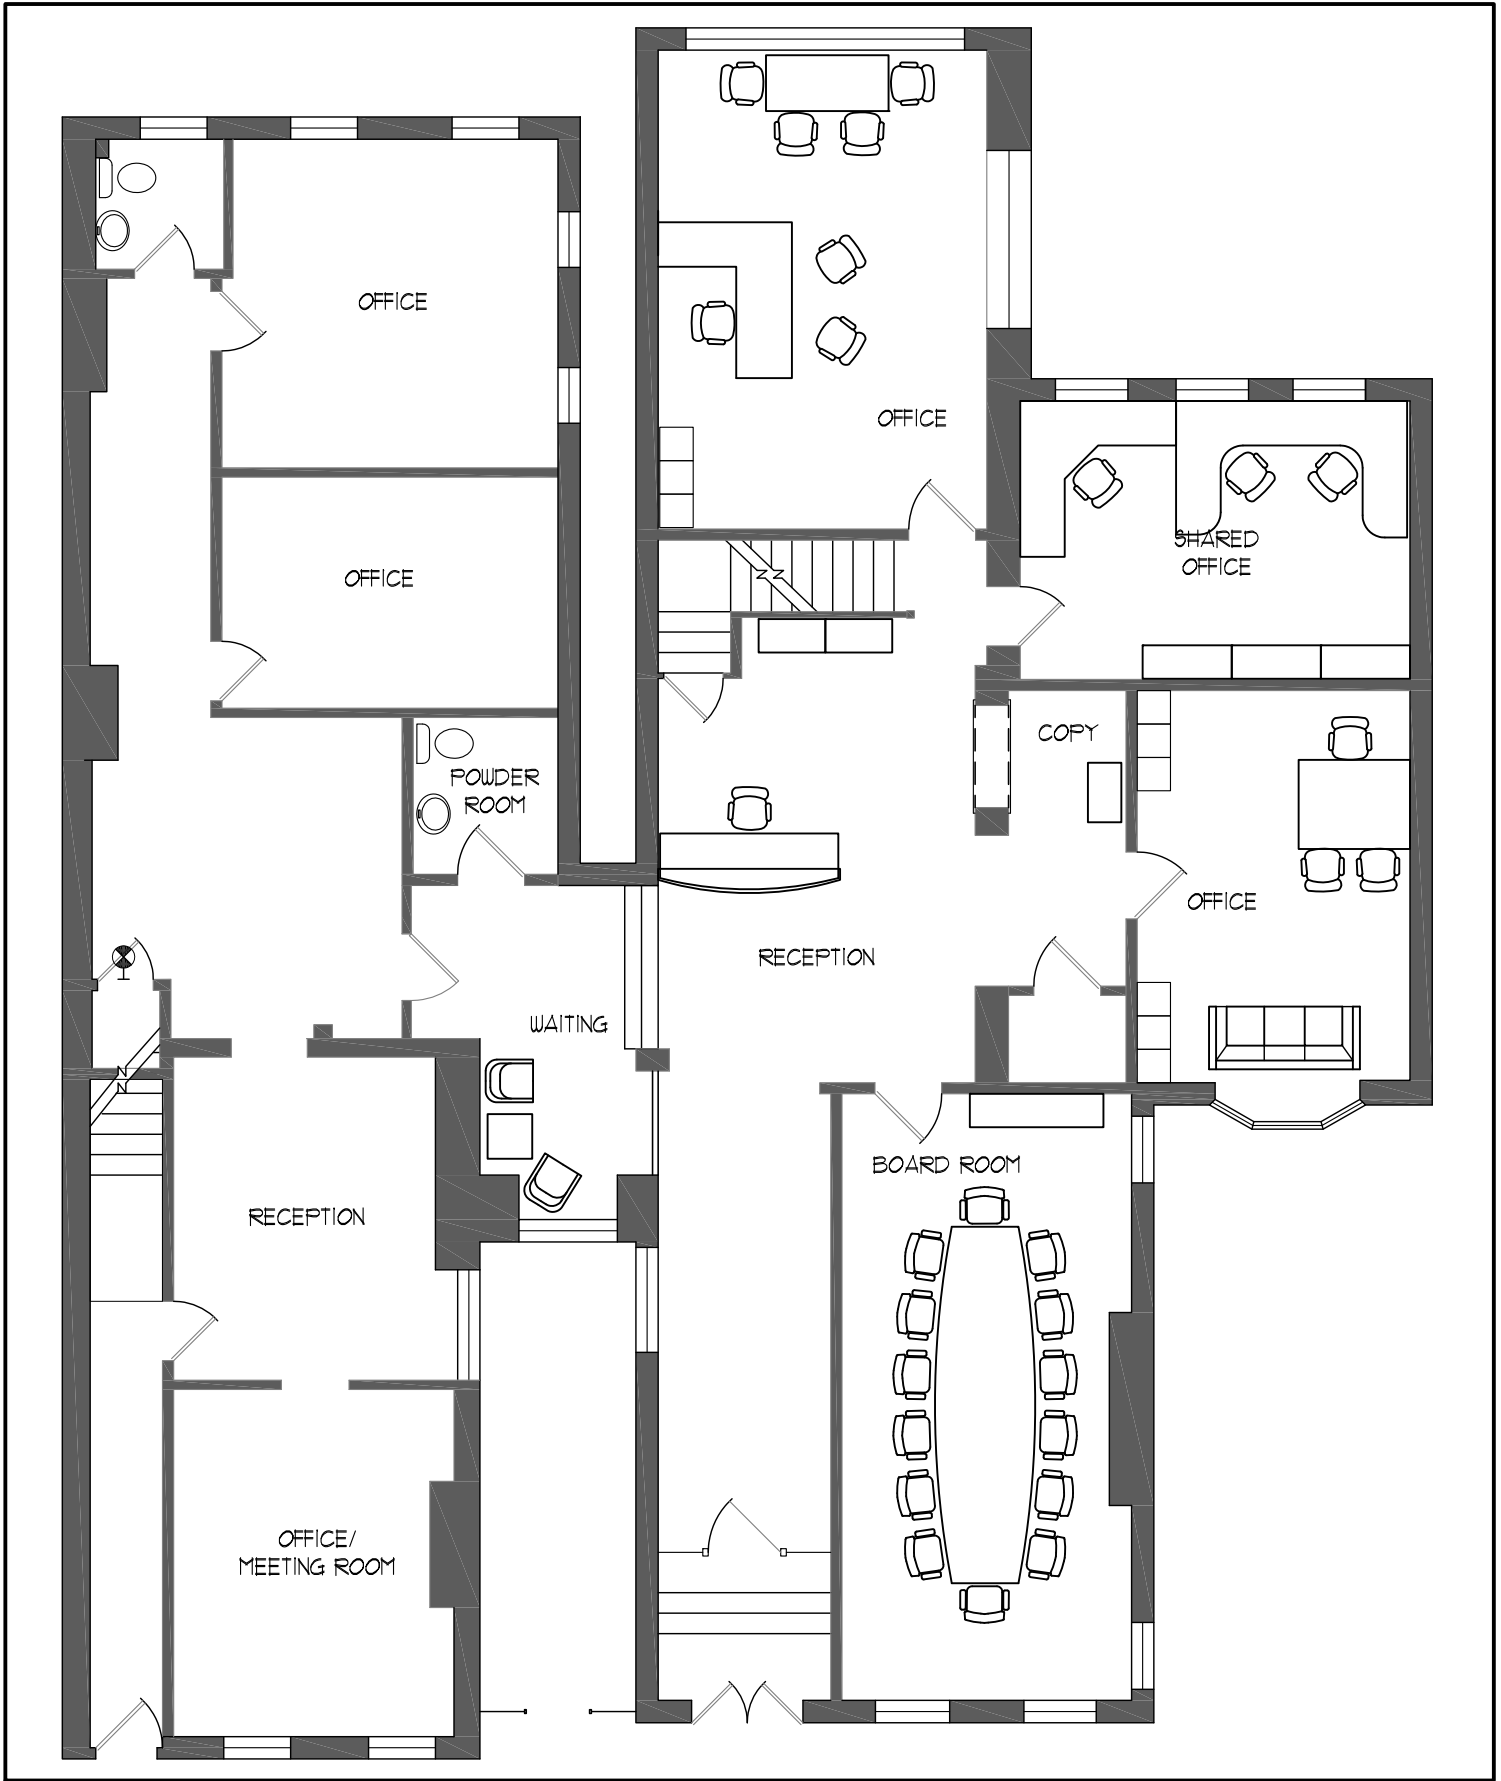 OFFICE
OFFICE
SHARED
OFFICE
OFFICE
COPY
POWDER
ROOM
OFFICE
RECEPTION
WAITING
BOARD ROOM
RECEPTION
OFFICE/
MEETING ROOM